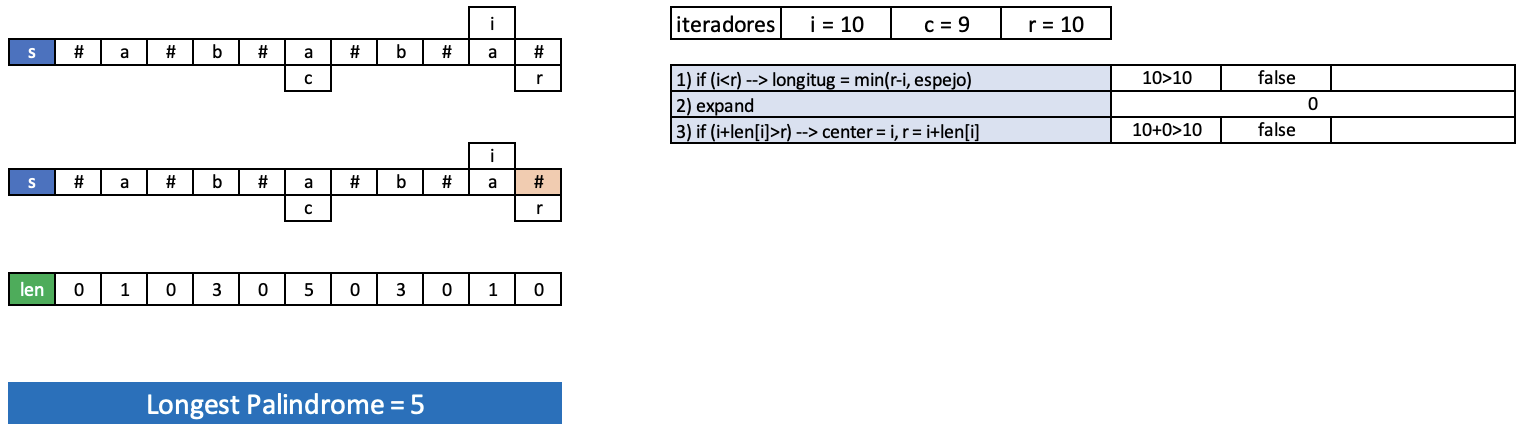 i
s # a # b # a # b # a #
c r
i
s # a # b # a # b # a #
c r
len 0 1 0 3 0 5 0 3 0 1 0
Longest Palindrome = 5
iteradores i = 10 c = 9 r = 10
1) if (i<r) --> longitug = min(r-i, espejo) 10>10 false
2) expand 0
3) if (i+len[i]>r) --> center = i, r = i+len[i] 10+0>10 false